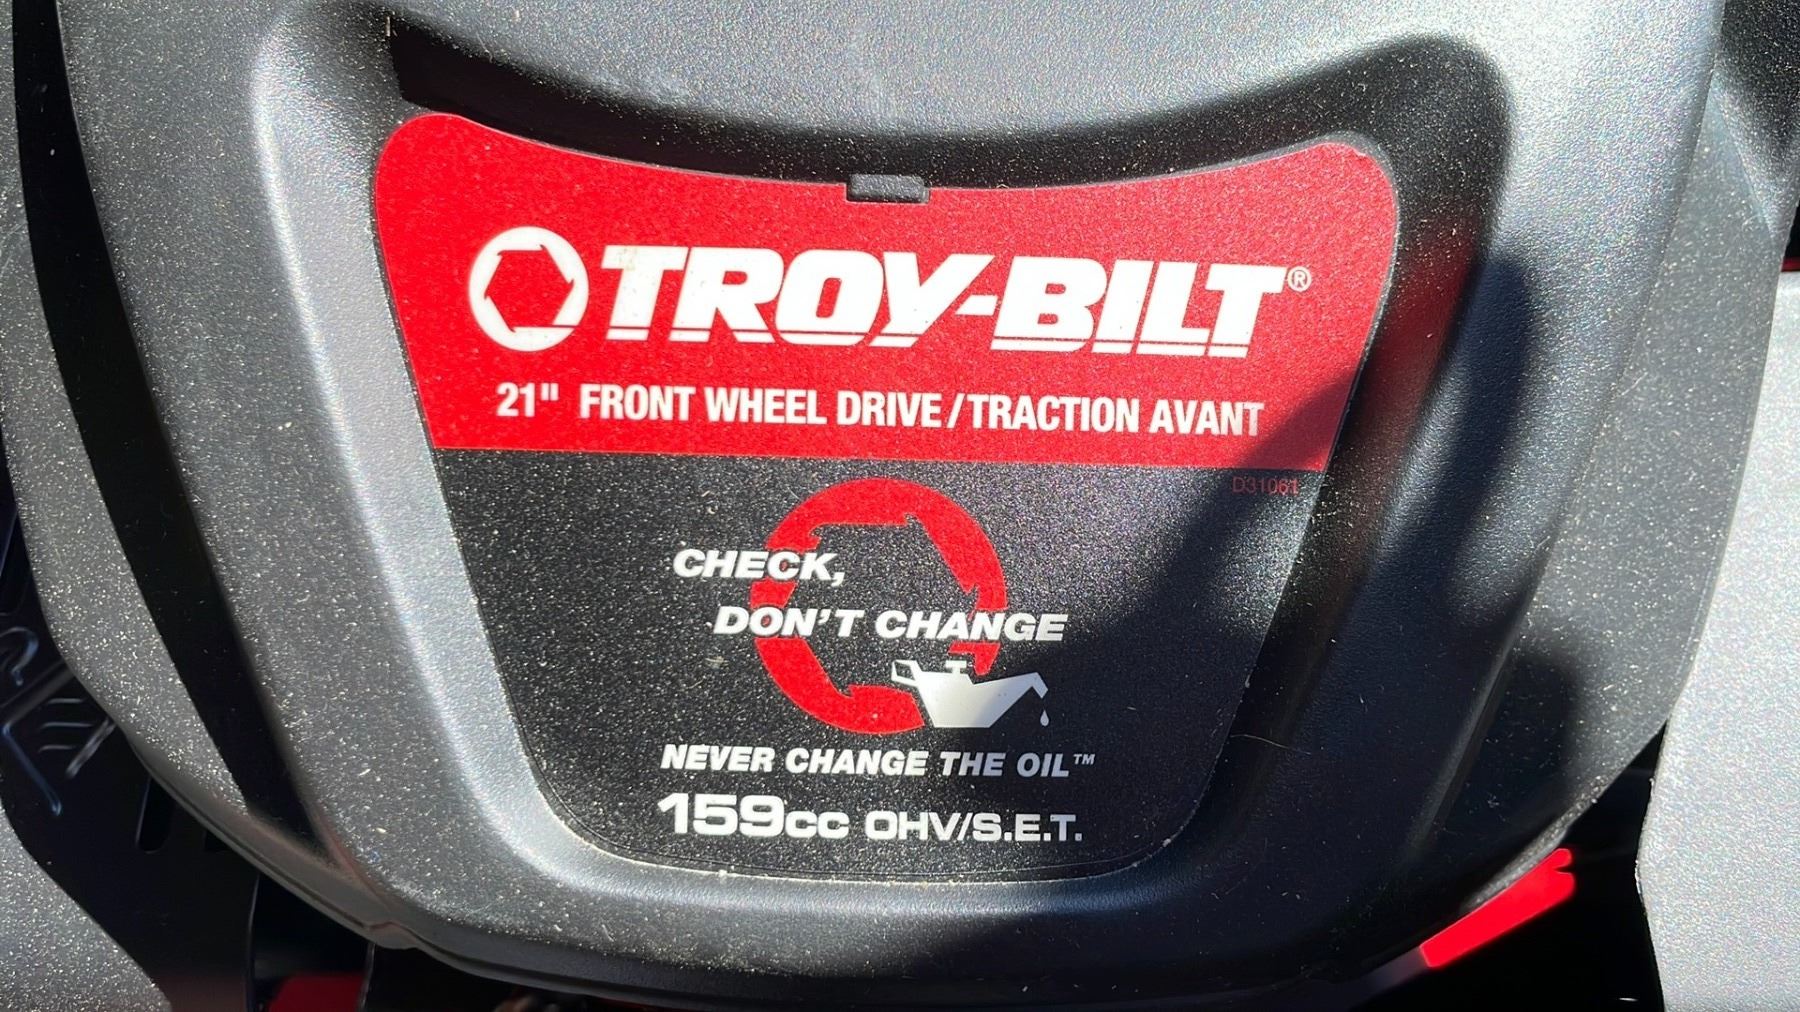 TROY-BILT®
21" FRONT WHEEL DRIVE/TRACTION AVANT
D31061
CHECK,
DON'T CHANGE
NEVER CHANGE THE OIL™
159cc OHV/S.E.T.